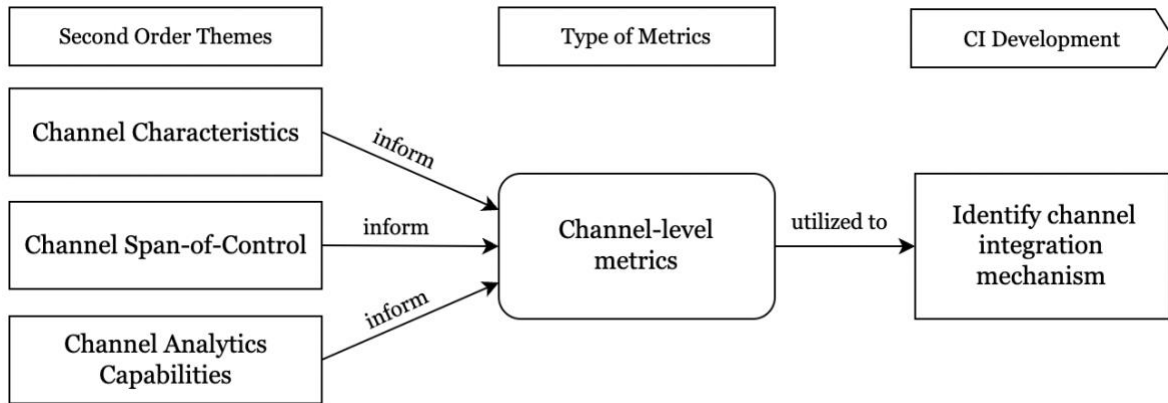 Second Order Themes
Type of Metrics
CI Development
Channel Characteristics
inform
Channel Span-of-Control
inform
Channel-level
metrics
utilized to
Identify channel
integration
mechanism
Channel Analytics
Capabilities
inform